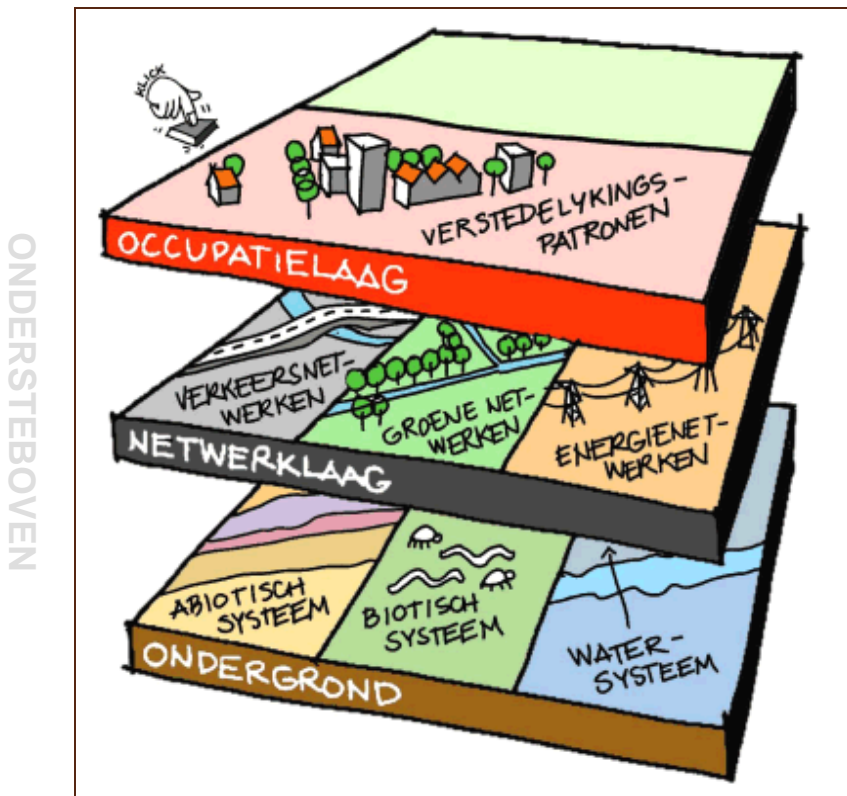 ONDERSTEBOVEN
KLICK
VERSTEDELYKINGS-
PATRONEN
OCCUPATIELAAG
VERKEERSNET-
WERKEN
GROENE NET-
WERKEN
ENERGIENET-
WERKEN
NETWERKLAAG
ABIOTISCH
SYSTEEM
BIOTISCH
SYSTEEM
WATER-
SYSTEEM
ONDERGROND